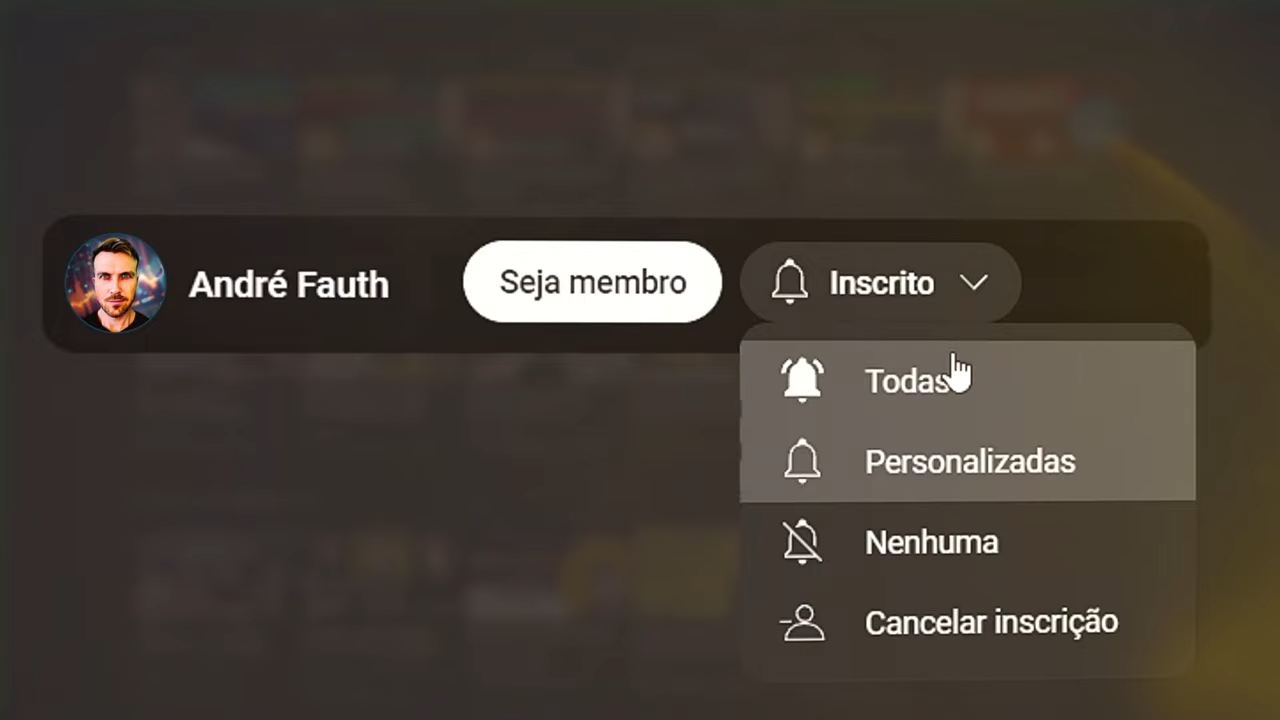 André Fauth
Seja membro
Inscrito
Todas
Personalizadas
Nenhuma
Cancelar inscrição